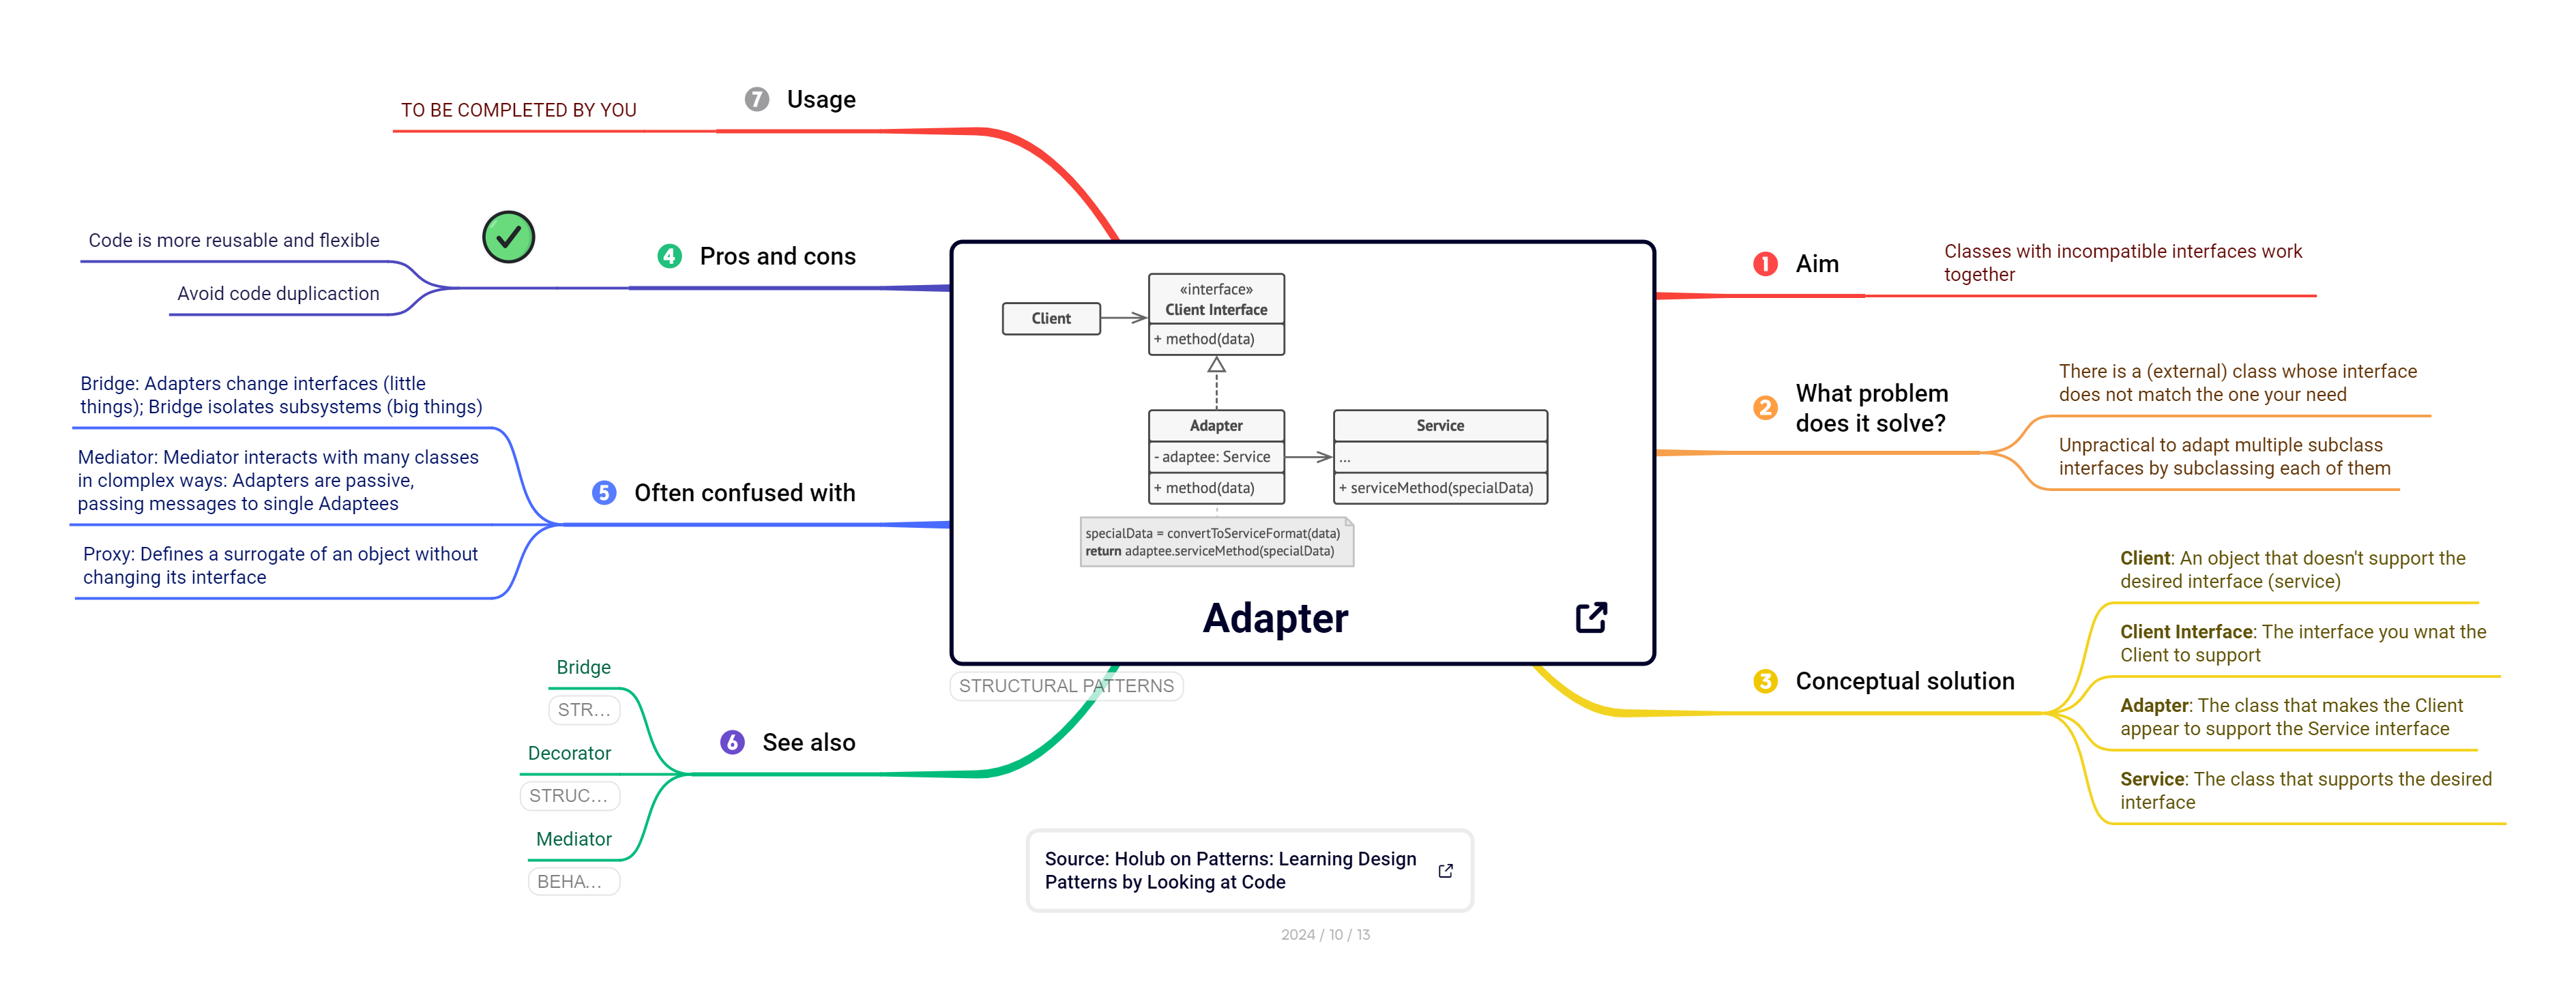 7 Usage
TO BE COMPLETED BY YOU
4 Pros and cons
Code is more reusable and flexible
Avoid code duplicaction
5 Often confused with
Bridge: Adapters change interfaces (little
things); Bridge isolates subsystems (big things)
Mediator: Mediator interacts with many classes
in clomplex ways: Adapters are passive,
passing messages to single Adaptees
Proxy: Defines a surrogate of an object without
changing its interface
6 See also
Bridge
STR...
Decorator
STRUC...
Mediator
BEHA...
Client
«interface»
Client Interface
+ method(data)
Adapter
- adaptee: Service
+ method(data)
Service
...
+ serviceMethod(specialData)
specialData = convertToServiceFormat(data)
return adaptee.serviceMethod(specialData)
Adapter
STRUCTURAL PATTERNS
1 Aim
Classes with incompatible interfaces work
together
2 What problem
does it solve?
There is a (external) class whose interface
does not match the one your need
Unpractical to adapt multiple subclass
interfaces by subclassing each of them
3 Conceptual solution
Client: An object that doesn't support the
desired interface (service)
Client Interface: The interface you wnat the
Client to support
Adapter: The class that makes the Client
appear to support the Service interface
Service: The class that supports the desired
interface
Source: Holub on Patterns: Learning Design
Patterns by Looking at Code
2024 / 10 / 13